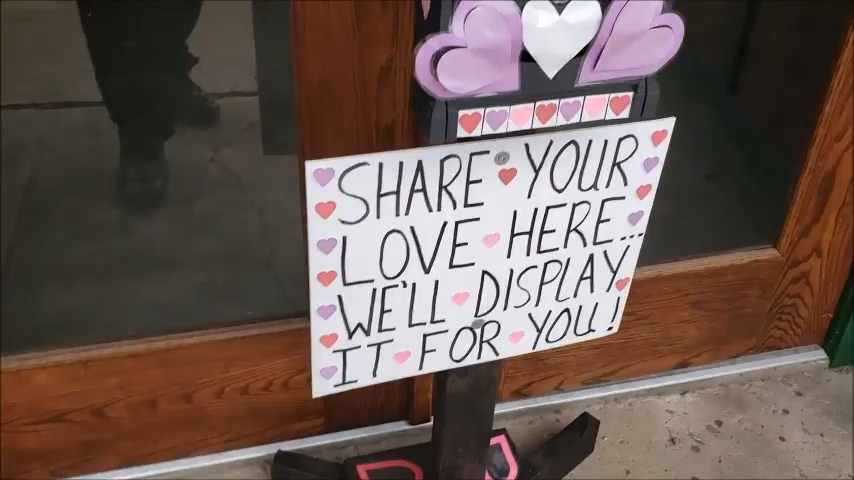 SHARE YOUR
LOVE HERE...
WE'LL DISPLAY
IT FOR YOU!